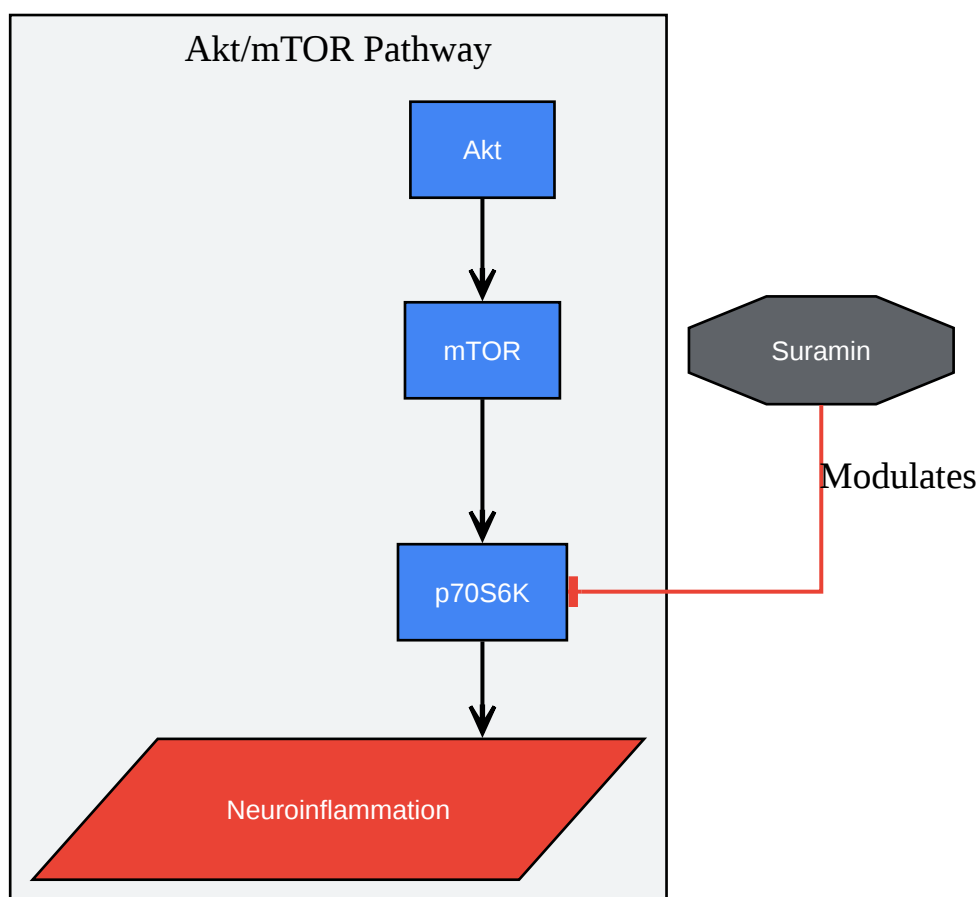 Akt/mTOR Pathway
Akt
mTOR
Suramin
Modulates
p70S6K
Neuroinflammation